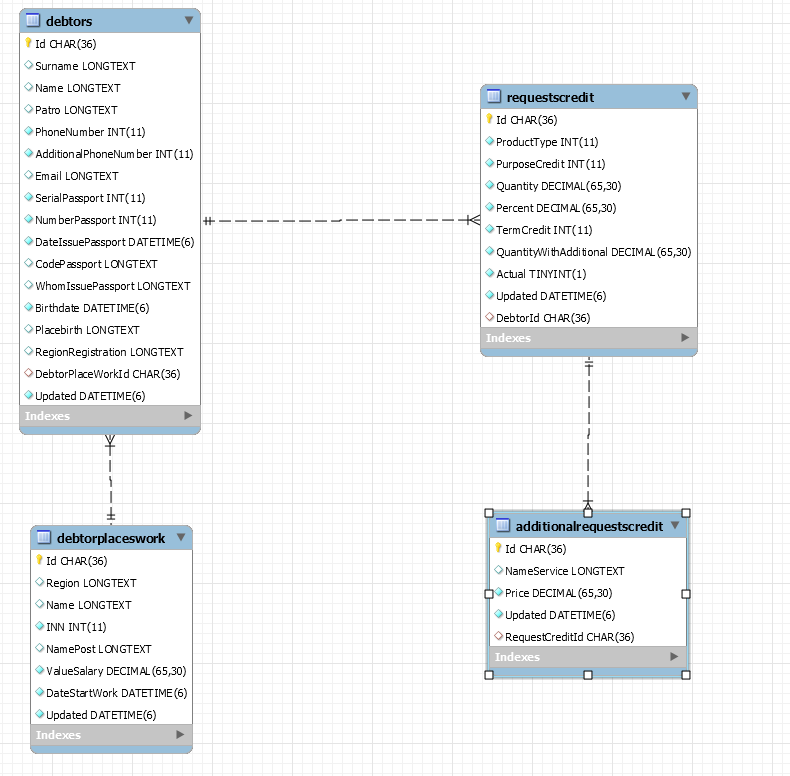 debtors
Id CHAR(36)
Surname LONGTEXT
Name LONGTEXT
Patro LONGTEXT
PhoneNumber INT(11)
AdditionalPhoneNumber INT(11)
Email LONGTEXT
SerialPassport INT(11)
NumberPassport INT(11)
DateIssuePassport DATETIME(6)
CodePassport LONGTEXT
WhomIssuePassport LONGTEXT
Birthdate DATETIME(6)
Placebirth LONGTEXT
RegionRegistration LONGTEXT
DebtorPlaceWorkId CHAR(36)
Updated DATETIME(6)
Indexes
requestscredit
Id CHAR(36)
ProductType INT(11)
PurposeCredit INT(11)
Quantity DECIMAL(65,30)
Percent DECIMAL(65,30)
TermCredit INT(11)
QuantityWithAdditional DECIMAL(65,30)
Actual TINYINT(1)
Updated DATETIME(6)
DebtorId CHAR(36)
Indexes
debtorplaceswork
Id CHAR(36)
Region LONGTEXT
Name LONGTEXT
INN INT(11)
NamePost LONGTEXT
ValueSalary DECIMAL(65,30)
DateStartWork DATETIME(6)
Updated DATETIME(6)
Indexes
additionalrequestscredit
Id CHAR(36)
NameService LONGTEXT
Price DECIMAL(65,30)
Updated DATETIME(6)
RequestCreditId CHAR(36)
Indexes